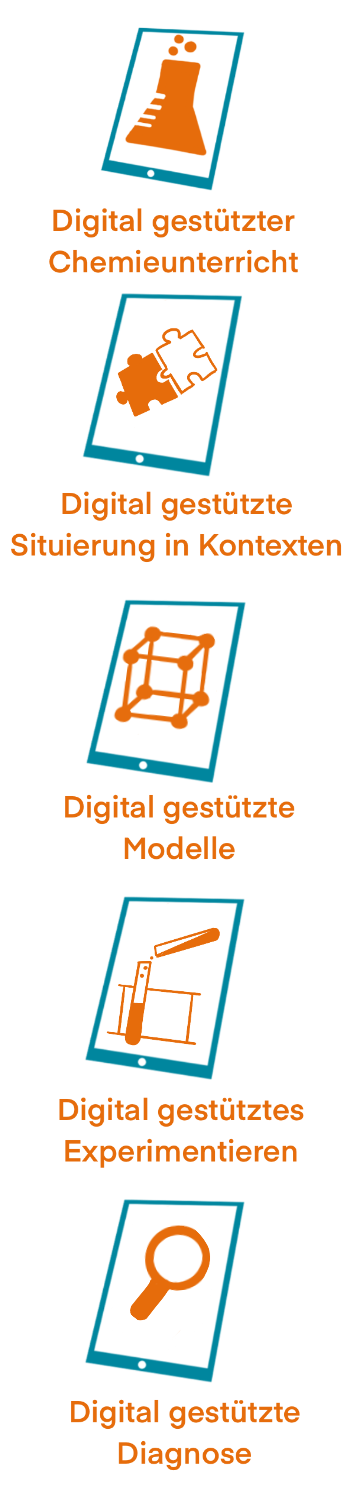 Digital gestützter
Chemieunterricht
Digital gestützte
Situierung in Kontexten
Digital gestützte
Modelle
Digital gestütztes
Experimentieren
Digital gestützte
Diagnose